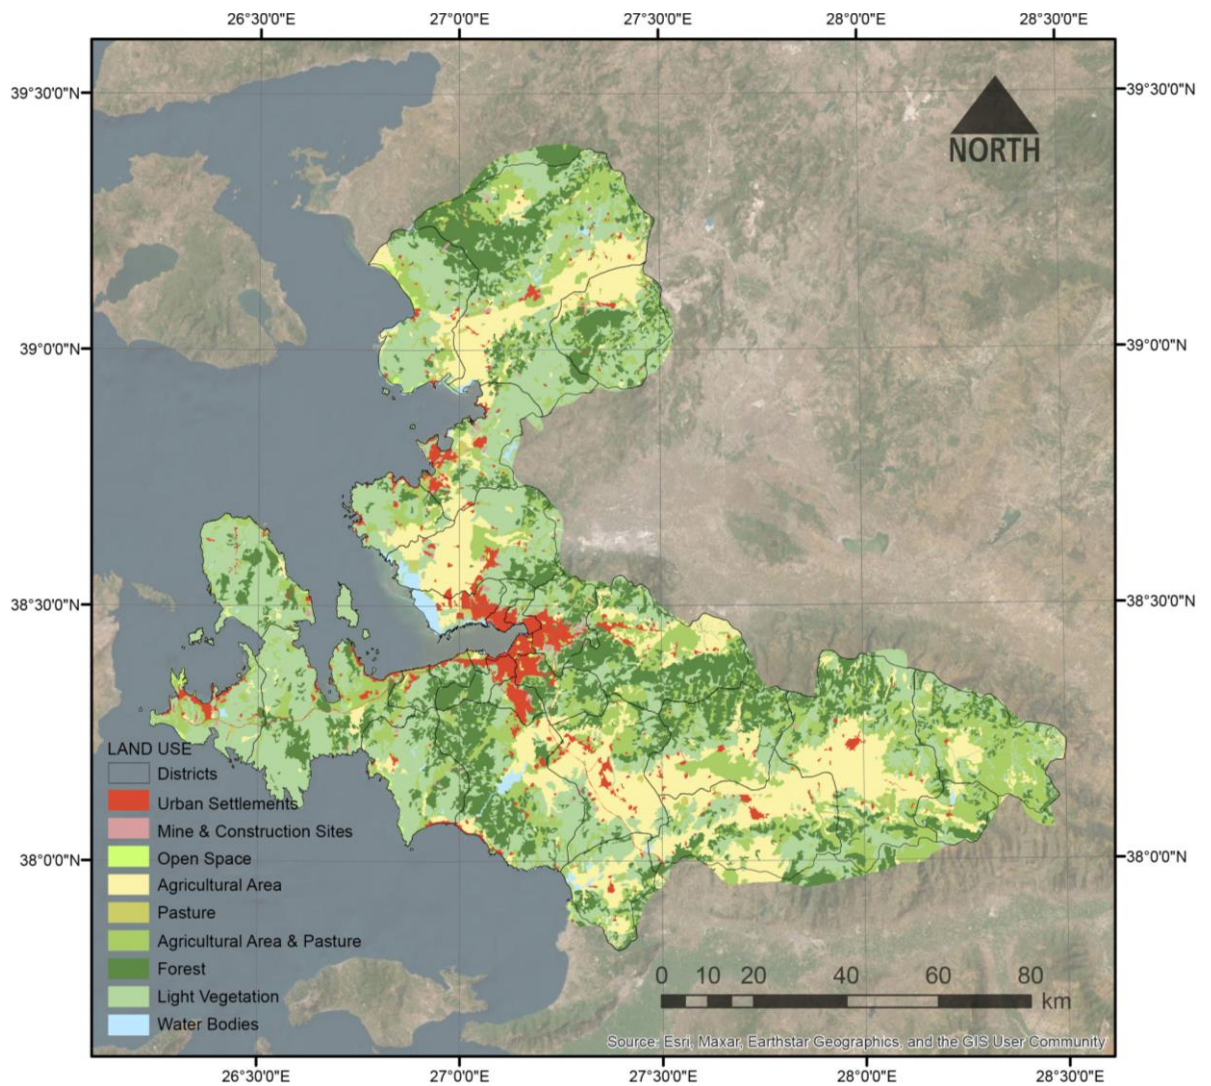 26°30'0"E 27°0'0"E 27°30'0"E 28°0'0"E 28°30'0"E
39°30'0"N 39°30'0"N
NORTH
39°0'0"N 39°0'0"N
38°30'0"N 38°30'0"N
LAND USE
Districts
Urban Settlements
Mine & Construction Sites
38°0'0"N 38°0'0"N
Open Space
Agricultural Area
Pasture
Agricultural Area & Pasture
Forest
Light Vegetation
Water Bodies
0 10 20 40 60 80
km
Source: Esri, Maxar, Earthstar Geographics, and the GIS User Community
26°30'0"E 27°0'0"E 27°30'0"E 28°0'0"E 28°30'0"E